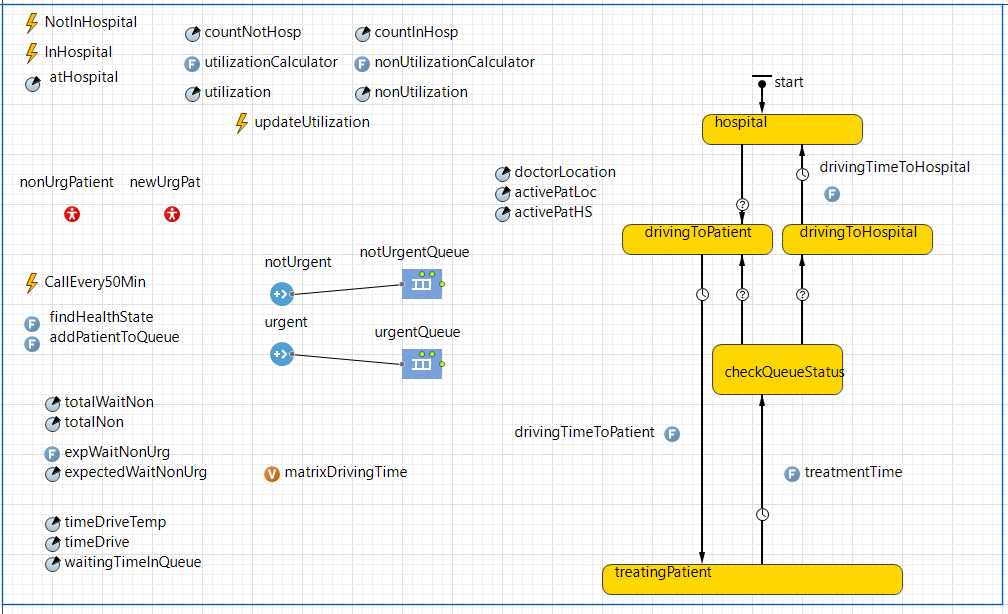 NotInHospital
InHospital
atHospital
countNotHosp
countInHosp
utilizationCalculator
nonUtilizationCalculator
utilization
nonUtilization
updateUtilization
start
hospital
drivingTimeToHospital
nonUrgPatient
newUrgPat
doctorLocation
activePatLoc
activePatHS
drivingToPatient
drivingToHospital
notUrgent
notUrgentQueue
CallEvery50Min
findHealthState
addPatientToQueue
urgent
urgentQueue
checkQueueStatus
totalWaitNon
totalNon
expWaitNonUrg
expectedWaitNonUrg
matrixDrivingTime
drivingTimeToPatient
treatmentTime
timeDriveTemp
timeDrive
waitingTimeInQueue
treatingPatient